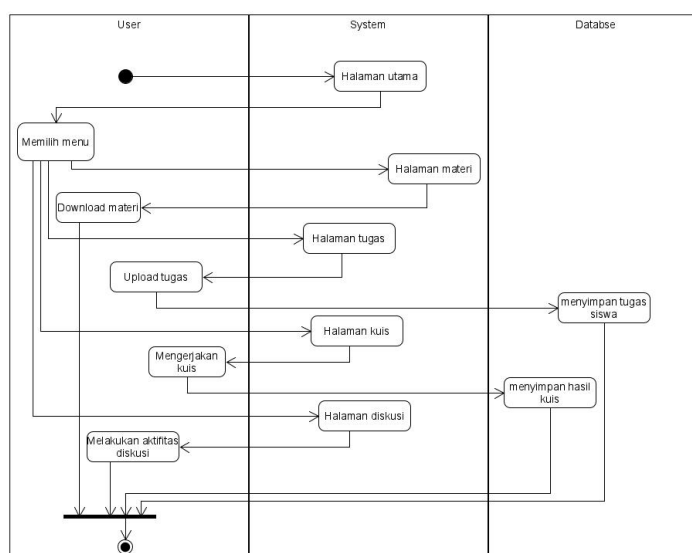 User
System
Databse
Halaman utama
Memilih menu
Halaman materi
Download materi
Halaman tugas
Upload tugas
menyimpan tugas
siswa
Halaman kuis
Mengerjakan
kuis
menyimpan hasil
kuis
Halaman diskusi
Melakukan aktifitas
diskusi